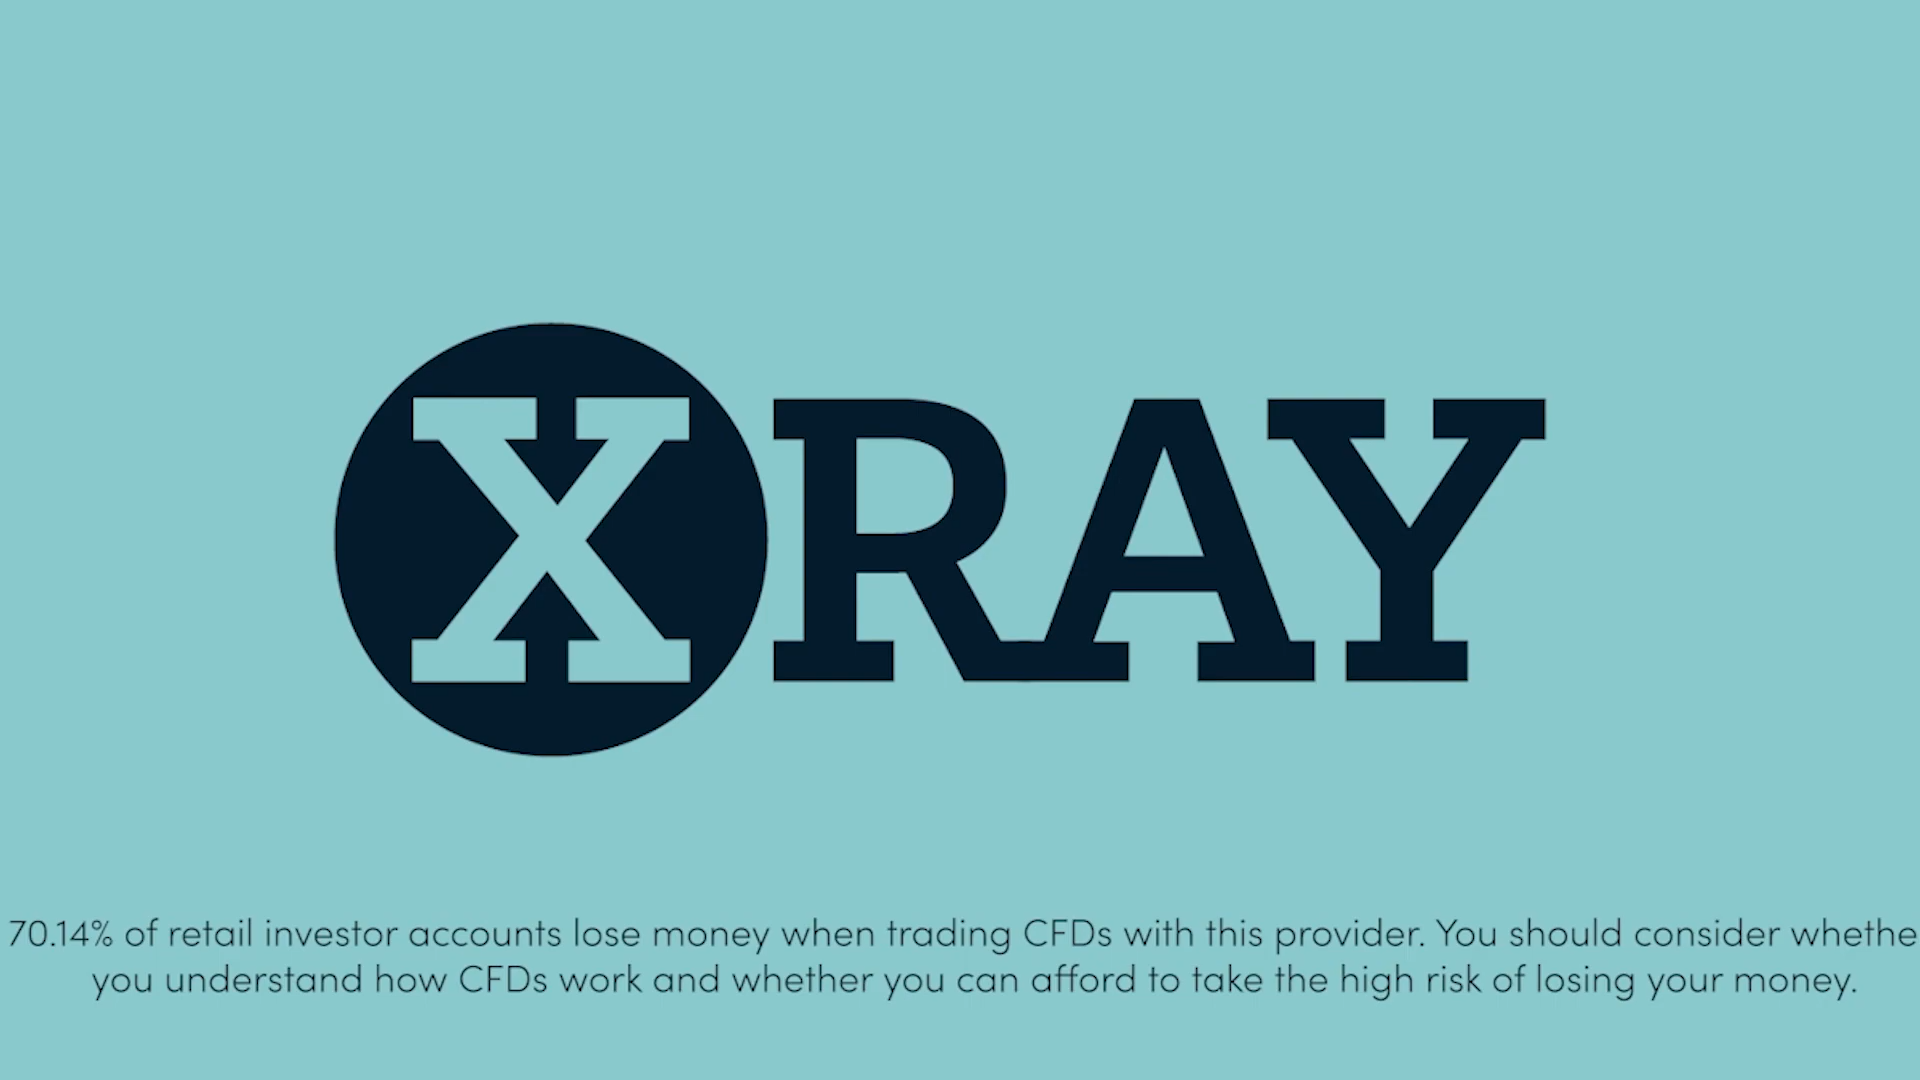 XRAY
70.14% of retail investor accounts lose money when trading CFDs with this provider. You should consider whethe
you understand how CFDs work and whether you can afford to take the high risk of losing your money.